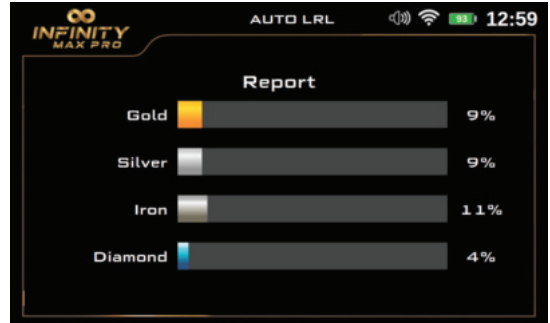 INFINITY
MAX PRO
AUTO LRL
93
12:59
Report
Gold 9%
Silver 9%
Iron 11%
Diamond 4%